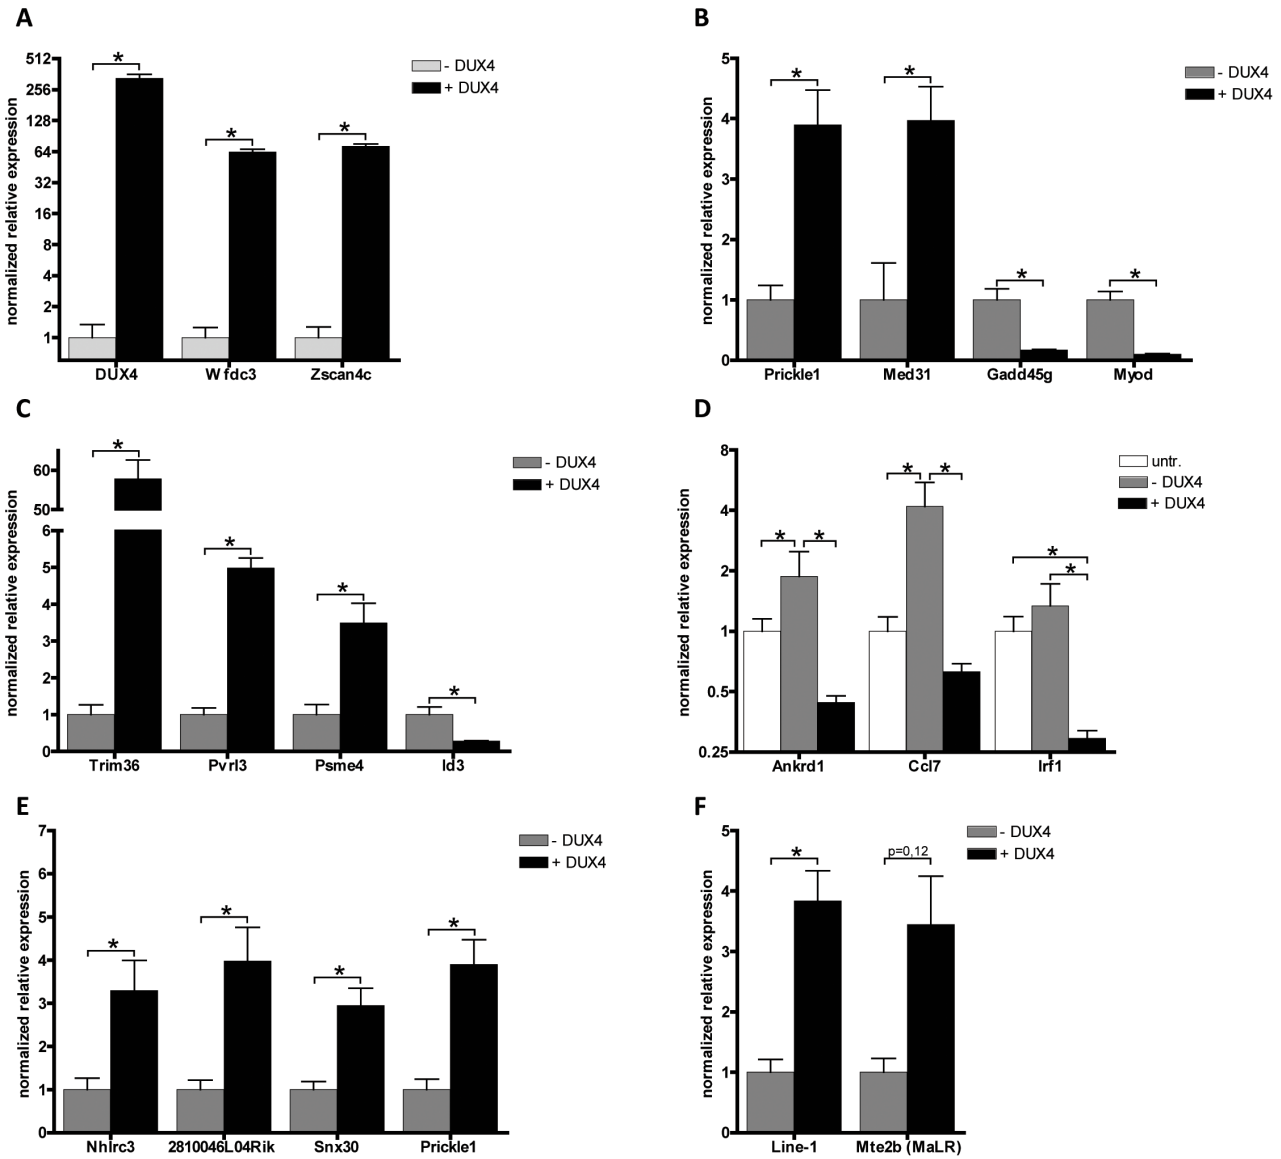 A
normalized relative expression
512
256
128
64
32
16
8
4
2
1
*
*
*
- DUX4
+ DUX4
DUX4 Wfdc3 Zscan4c
B
normalized relative expression
5
4
3
2
1
0
*
*
*
*
- DUX4
+ DUX4
Prickle1 Med31 Gadd45g Myod
C
normalized relative expression
60
50
6
5
4
3
2
1
0
*
*
*
*
- DUX4
+ DUX4
Trim36 Pvrl3 Psme4 Id3
D
normalized relative expression
8
4
2
1
0.5
0.25
* *
* *
*
*
untr.
- DUX4
+ DUX4
Ankrd1 Ccl7 Irf1
E
normalized relative expression
7
6
5
4
3
2
1
0
*
*
*
*
- DUX4
+ DUX4
Nhlrc3 2810046L04Rik Snx30 Prickle1
F
normalized relative expression
5
4
3
2
1
0
*
p=0,12
- DUX4
+ DUX4
Line-1 Mte2b (MaLR)